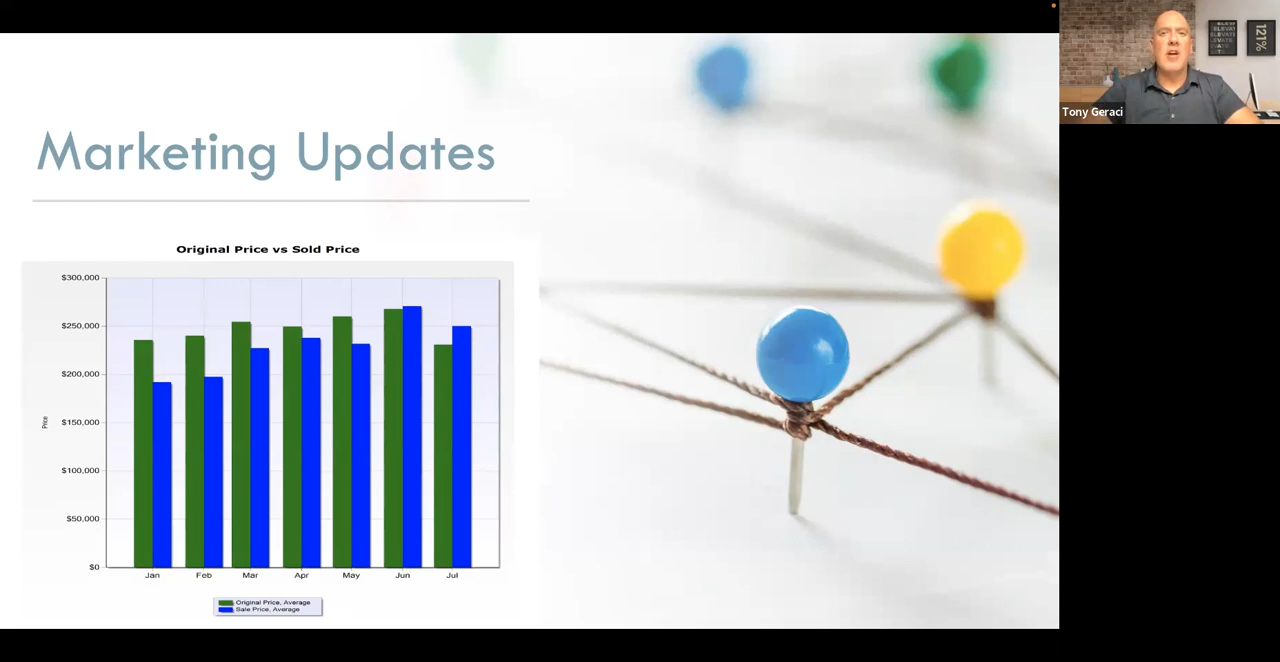 Marketing Updates
Original Price vs Sold Price
$300,000
$250,000
$200,000
$150,000
$100,000
$50,000
$0
Price
Jan Feb Mar Apr May Jun Jul
Original Price, Average
Sale Price, Average
Tony Geraci
121%